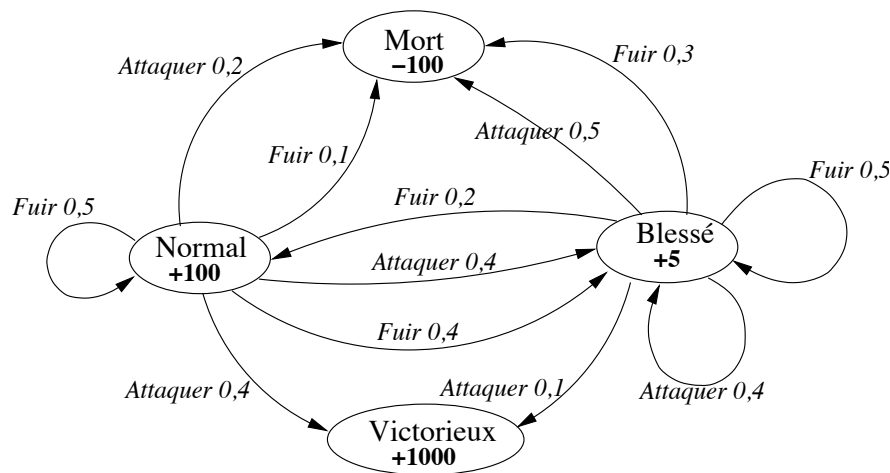 Mort
−100
Attaquer 0,2
Fuir 0,3
Attaquer 0,5
Fuir 0,1
Fuir 0,5
Fuir 0,2
Fuir 0,5
Normal
+100
Blessé
+5
Attaquer 0,4
Fuir 0,4
Attaquer 0,4
Attaquer 0,1
Attaquer 0,4
Victorieux
+1000